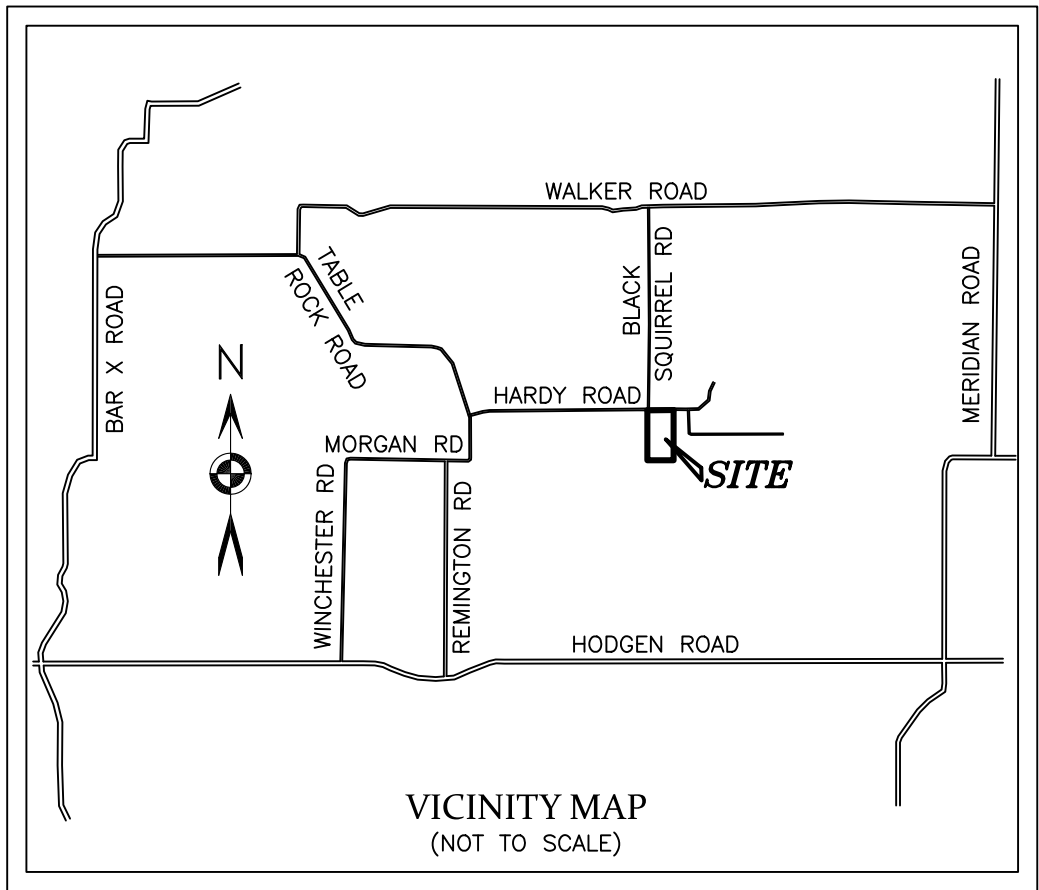 WALKER ROAD
TABLE
ROCK ROAD
BLACK
SQUIRREL RD
MERIDIAN ROAD
BAR X ROAD
N
HARDY ROAD
MORGAN RD
SITE
WINCHESTER RD
REMINGTON RD
HODGEN ROAD
VICINITY MAP
(NOT TO SCALE)